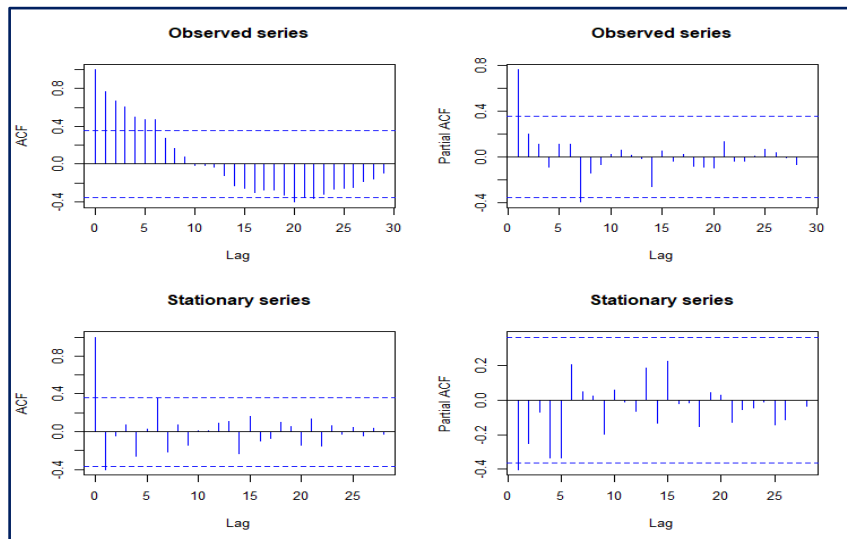 Observed series
ACF
0.8
0.4
0.0
-0.4
0 5 10 15 20 25 30
Lag
Observed series
Partial ACF
0.8
0.4
0.0
-0.4
0 5 10 15 20 25 30
Lag
Stationary series
ACF
0.8
0.4
0.0
-0.4
0 5 10 15 20 25
Lag
Stationary series
Partial ACF
0.2
0.0
-0.2
-0.4
0 5 10 15 20 25
Lag